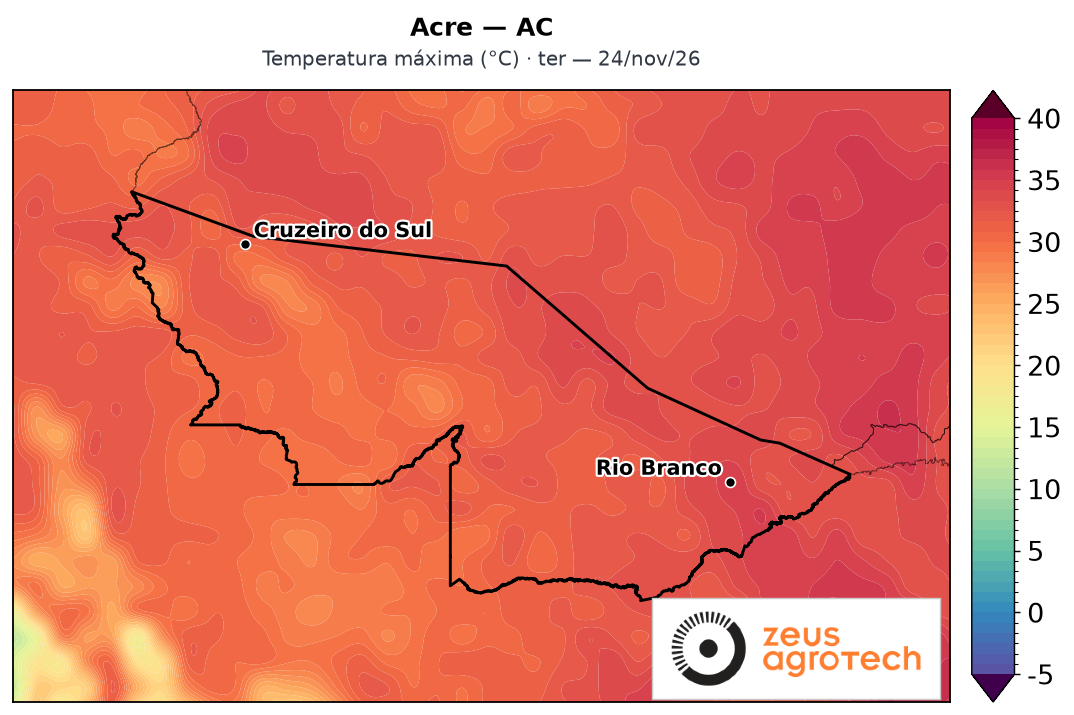 Acre — AC
Temperatura máxima (°C) · ter — 24/nov/26
Cruzeiro do Sul
Rio Branco
40
35
30
25
20
15
10
5
0
-5
zeus
agrotech